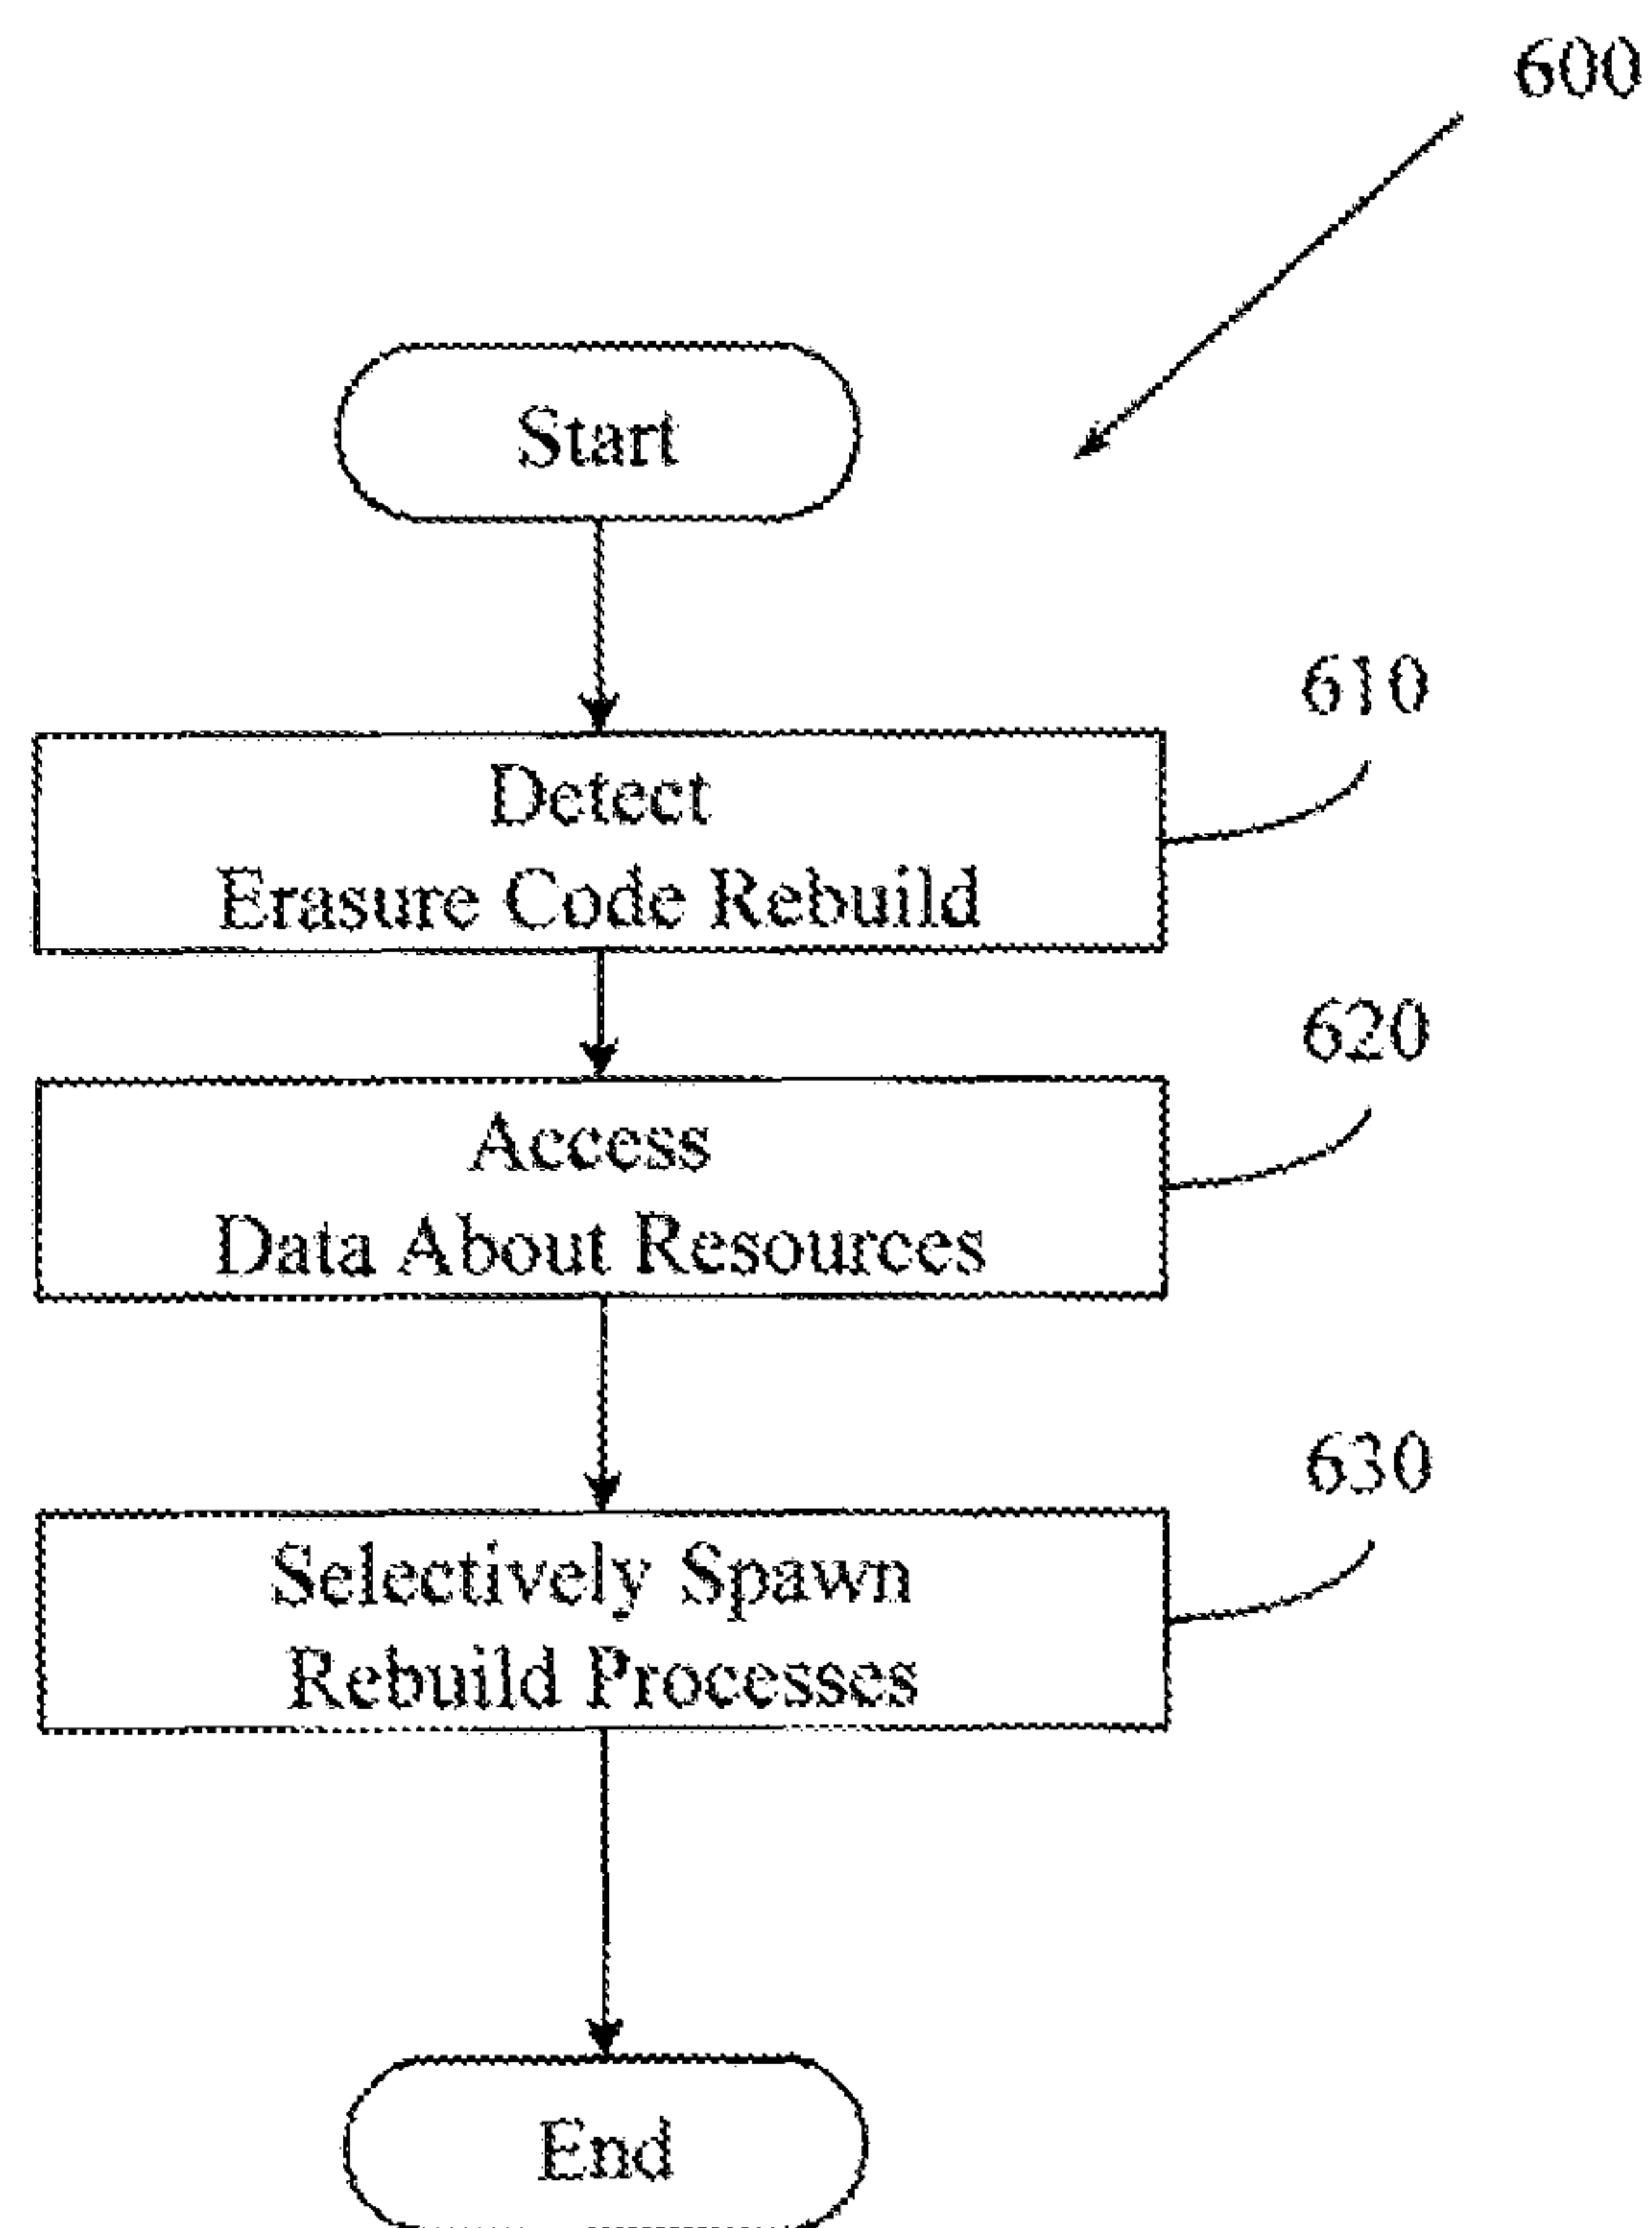 600
Start
610
Detect
Erasure Code Rebuild
620
Access
Data About Resources
630
Selectively Spawn
Rebuild Processes
End